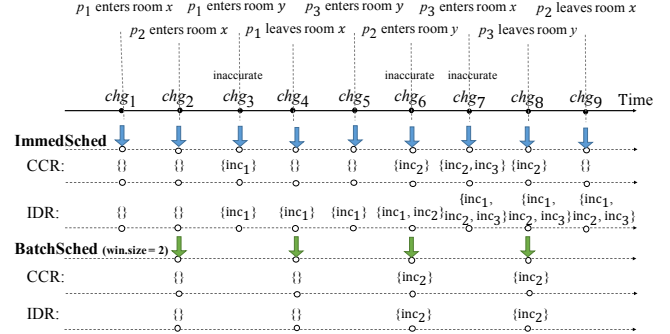 p₁ enters room x p₁ enters room y p₃ enters room y p₃ enters room x p₂ leaves room x
p₂ enters room x p₁ leaves room x p₂ enters room y p₃ leaves room y
inaccurate inaccurate inaccurate
chg₁ chg₂ chg₃ chg₄ chg₅ chg₆ chg₇ chg₈ chg₉ Time
ImmedSched
CCR: {} {} {inc₁} {} {} {inc₂} {inc₂, inc₃} {inc₂} {}
{inc₁, {inc₁, {inc₁,
IDR: {} {} {inc₁} {inc₁} {inc₁} {inc₁, inc₂} inc₂, inc₃} inc₂, inc₃} inc₂, inc₃}
BatchSched (win.size = 2)
CCR: {} {} {inc₂} {inc₂}
IDR: {} {} {inc₂} {inc₂}